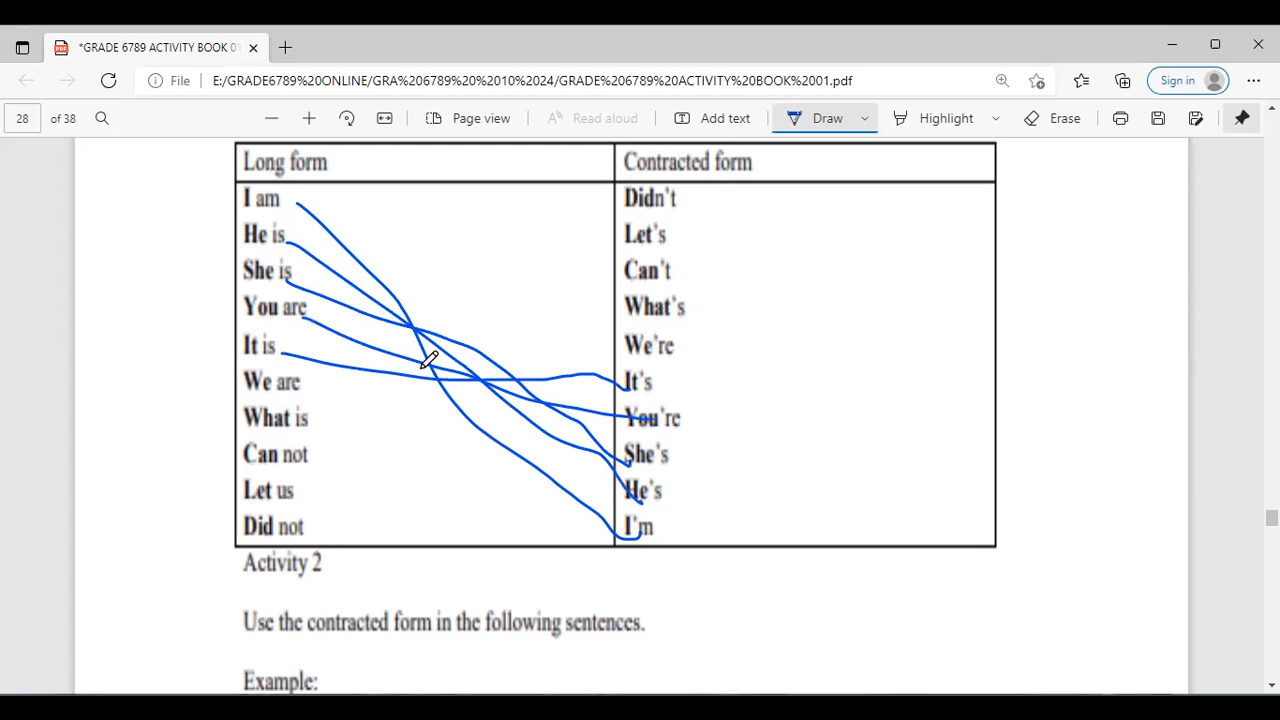 *GRADE 6789 ACTIVITY BOOK 01
File E:/GRADE6789%20ONLINE/GRA%206789%20%2010%2024/GRADE%206789%20ACTIVITY%20BOOK%2001.pdf Sign in
28 of 38 Page view Read aloud Add text Draw Highlight Erase
Long form Contracted form
I am Didn't
He is Let's
She is Can't
You are What's
It is We're
We are It's
What is You're
Can not She's
Let us He's
Did not I'm
Activity 2
Use the contracted form in the following sentences.
Example: